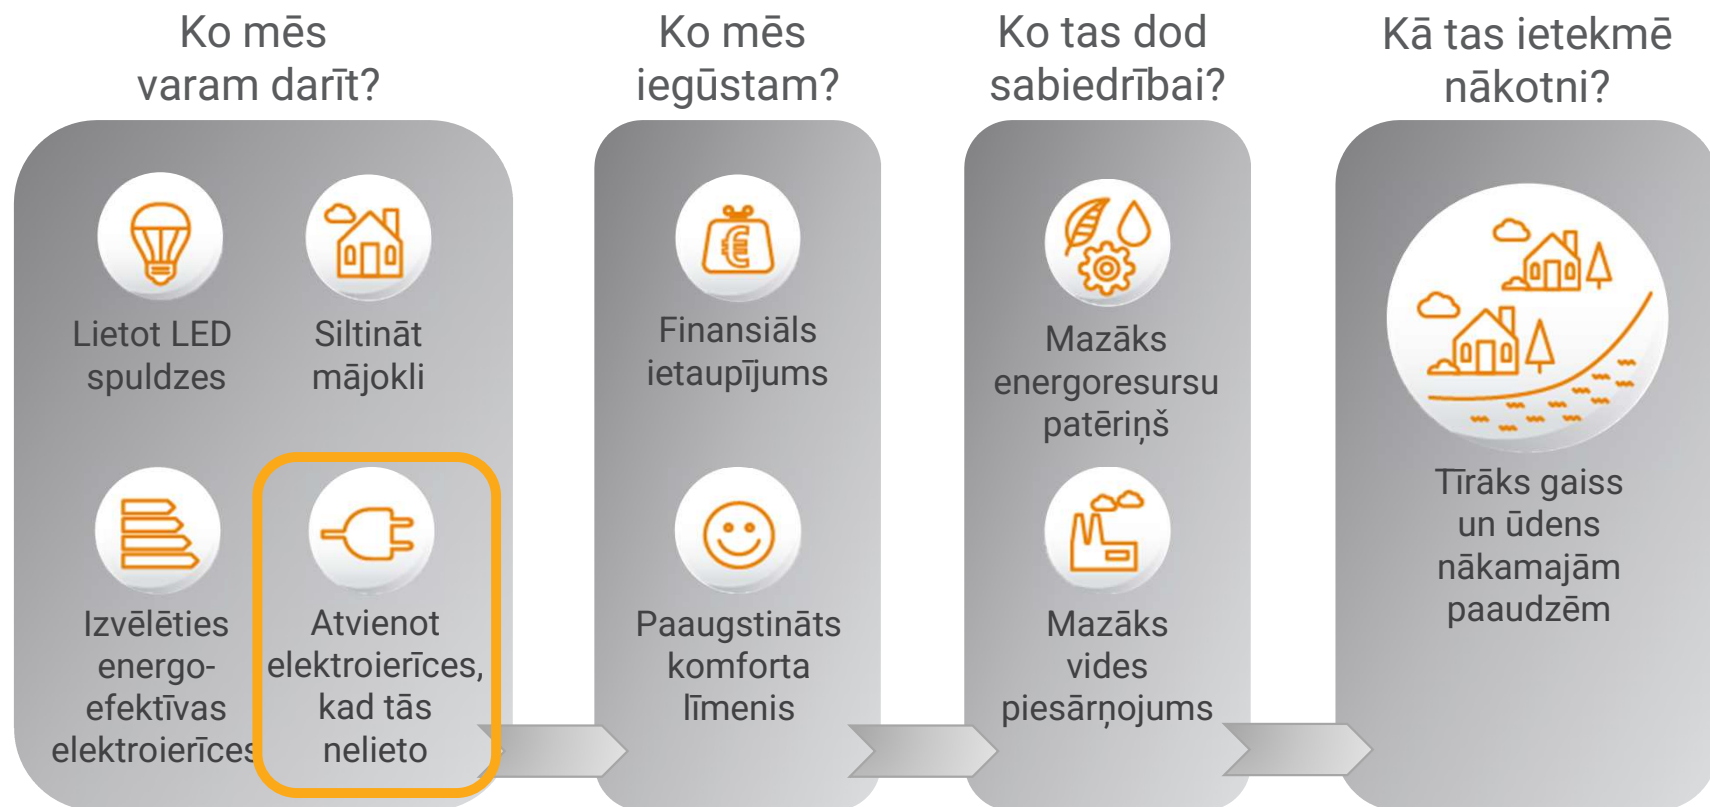 Ko mēs
varam darīt?
Lietot LED
spuldzes
Siltināt
mājokli
Izvēlēties
energo-
efektīvas
elektroierīces
Atvienot
elektroierīces,
kad tās
nelieto
Ko mēs
iegūstam?
€
Finansiāls
ietaupījums
Paaugstināts
komforta
līmenis
Ko tas dod
sabiedrībai?
Mazāks
energoresursu
patēriņš
Mazāks
vides
piesārņojums
Kā tas ietekmē
nākotni?
Tīrāks gaiss
un ūdens
nākamajām
paaudzēm